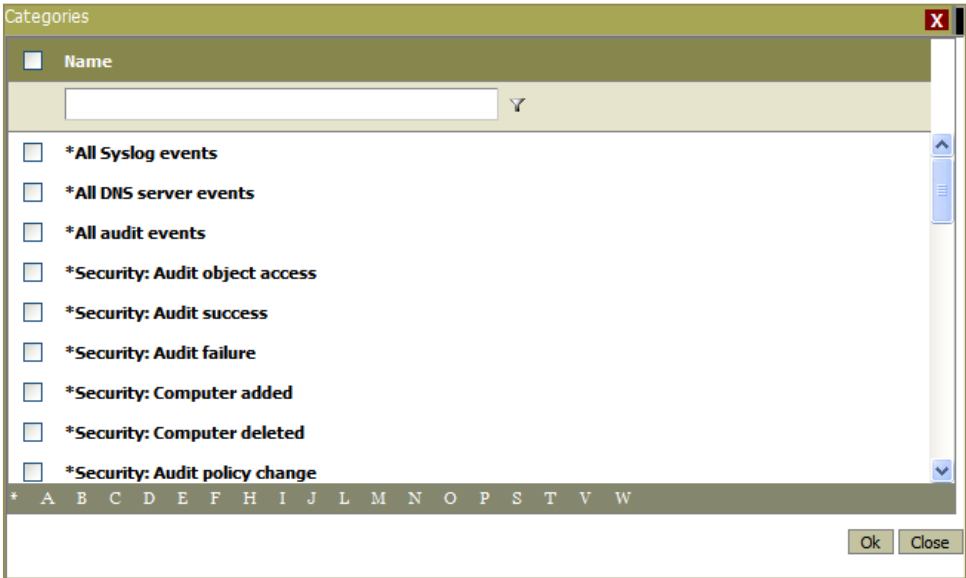 Categories
X
Name
*All Syslog events
*All DNS server events
*All audit events
*Security: Audit object access
*Security: Audit success
*Security: Audit failure
*Security: Computer added
*Security: Computer deleted
*Security: Audit policy change
* A B C D E F H I J L M N O P S T V W
Ok Close